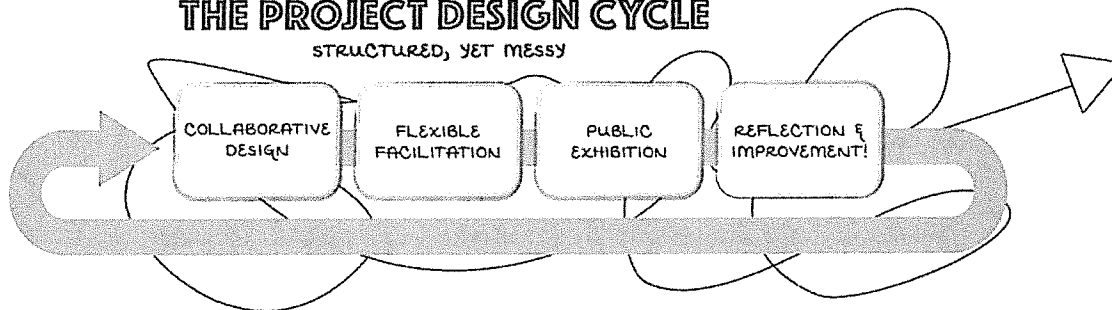 THE PROJECT DESIGN CYCLE
STRUCTURED, YET MESSY
COLLABORATIVE
DESIGN
FLEXIBLE
FACILITATION
PUBLIC
EXHIBITION
REFLECTION &
IMPROVEMENT!